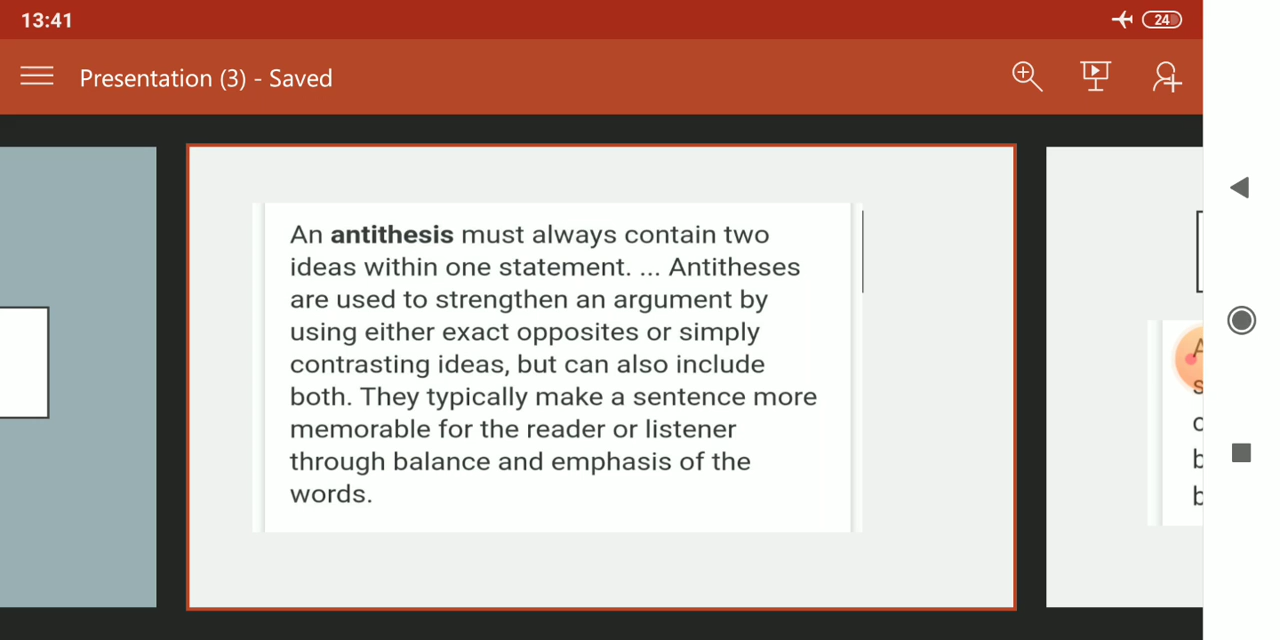 13:41
24
Presentation (3) - Saved
An antithesis must always contain two
ideas within one statement. ... Antitheses
are used to strengthen an argument by
using either exact opposites or simply
contrasting ideas, but can also include
both. They typically make a sentence more
memorable for the reader or listener
through balance and emphasis of the
words.